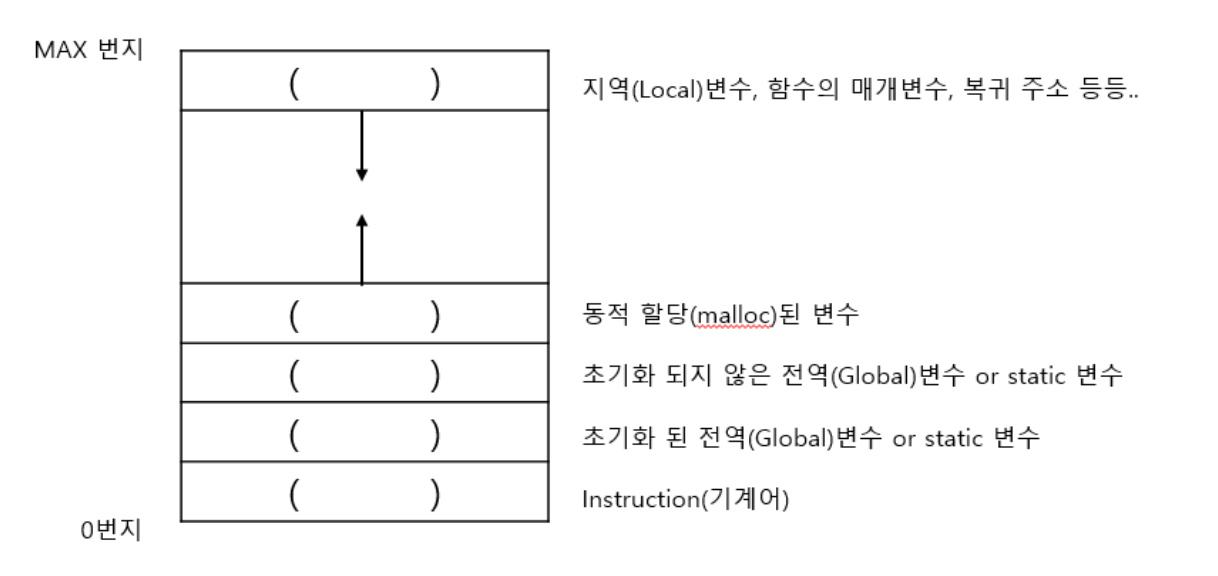 MAX 번지
( ) 지역(Local)변수, 함수의 매개변수, 복귀 주소 등등..
( ) 동적 할당(malloc)된 변수
( ) 초기화 되지 않은 전역(Global)변수 or static 변수
( ) 초기화 된 전역(Global)변수 or static 변수
( ) Instruction(기계어)
0번지